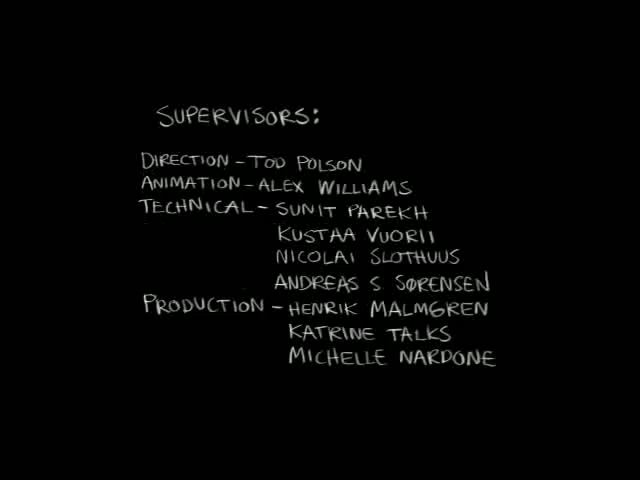 SUPERVISORS:
DIRECTION - TOD POLSON
ANIMATION - ALEX WILLIAMS
TECHNICAL - SUNIT PAREKH
KUSTAA VUORII
NICOLAI SLOTHUUS
ANDREAS S SØRENSEN
PRODUCTION - HENRIK MALMGREN
KATRINE TALKS
MICHELLE NARDONE